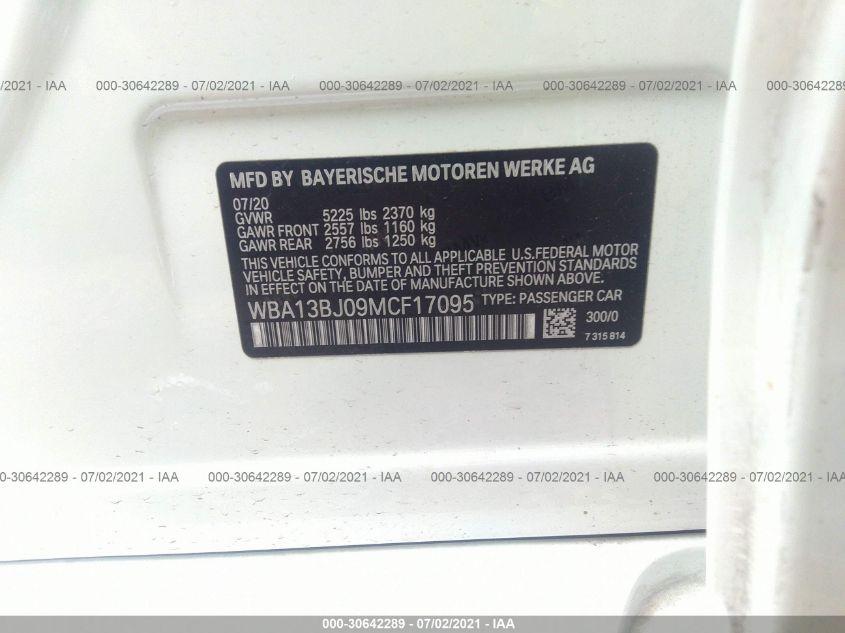 /2021 - IAA 000-30642289 - 07/02/2021 - IAA 000-30642289 - 07/02/2021 - IAA 000-30642289 - 07/02/2021 - IAA 000-30642289
MFD BY BAYERISCHE MOTOREN WERKE AG
07/20
GVWR 5225 lbs 2370 kg
GAWR FRONT 2557 lbs 1160 kg
GAWR REAR 2756 lbs 1250 kg
THIS VEHICLE CONFORMS TO ALL APPLICABLE U.S.FEDERAL MOTOR
VEHICLE SAFETY, BUMPER AND THEFT PREVENTION STANDARDS
IN EFFECT ON THE DATE OF MANUFACTURE SHOWN ABOVE.
WBA13BJ09MCF17095 TYPE: PASSENGER CAR
300/0
7 315 814
000-30642289 - 07/02/2021 - IAA 000-30642289 - 07/02/2021 - IAA 000-30642289 - 07/02/2021 - IAA 000-30642289 - 07/02/2021 - IAA
000-30642289 - 07/02/2021 - IAA